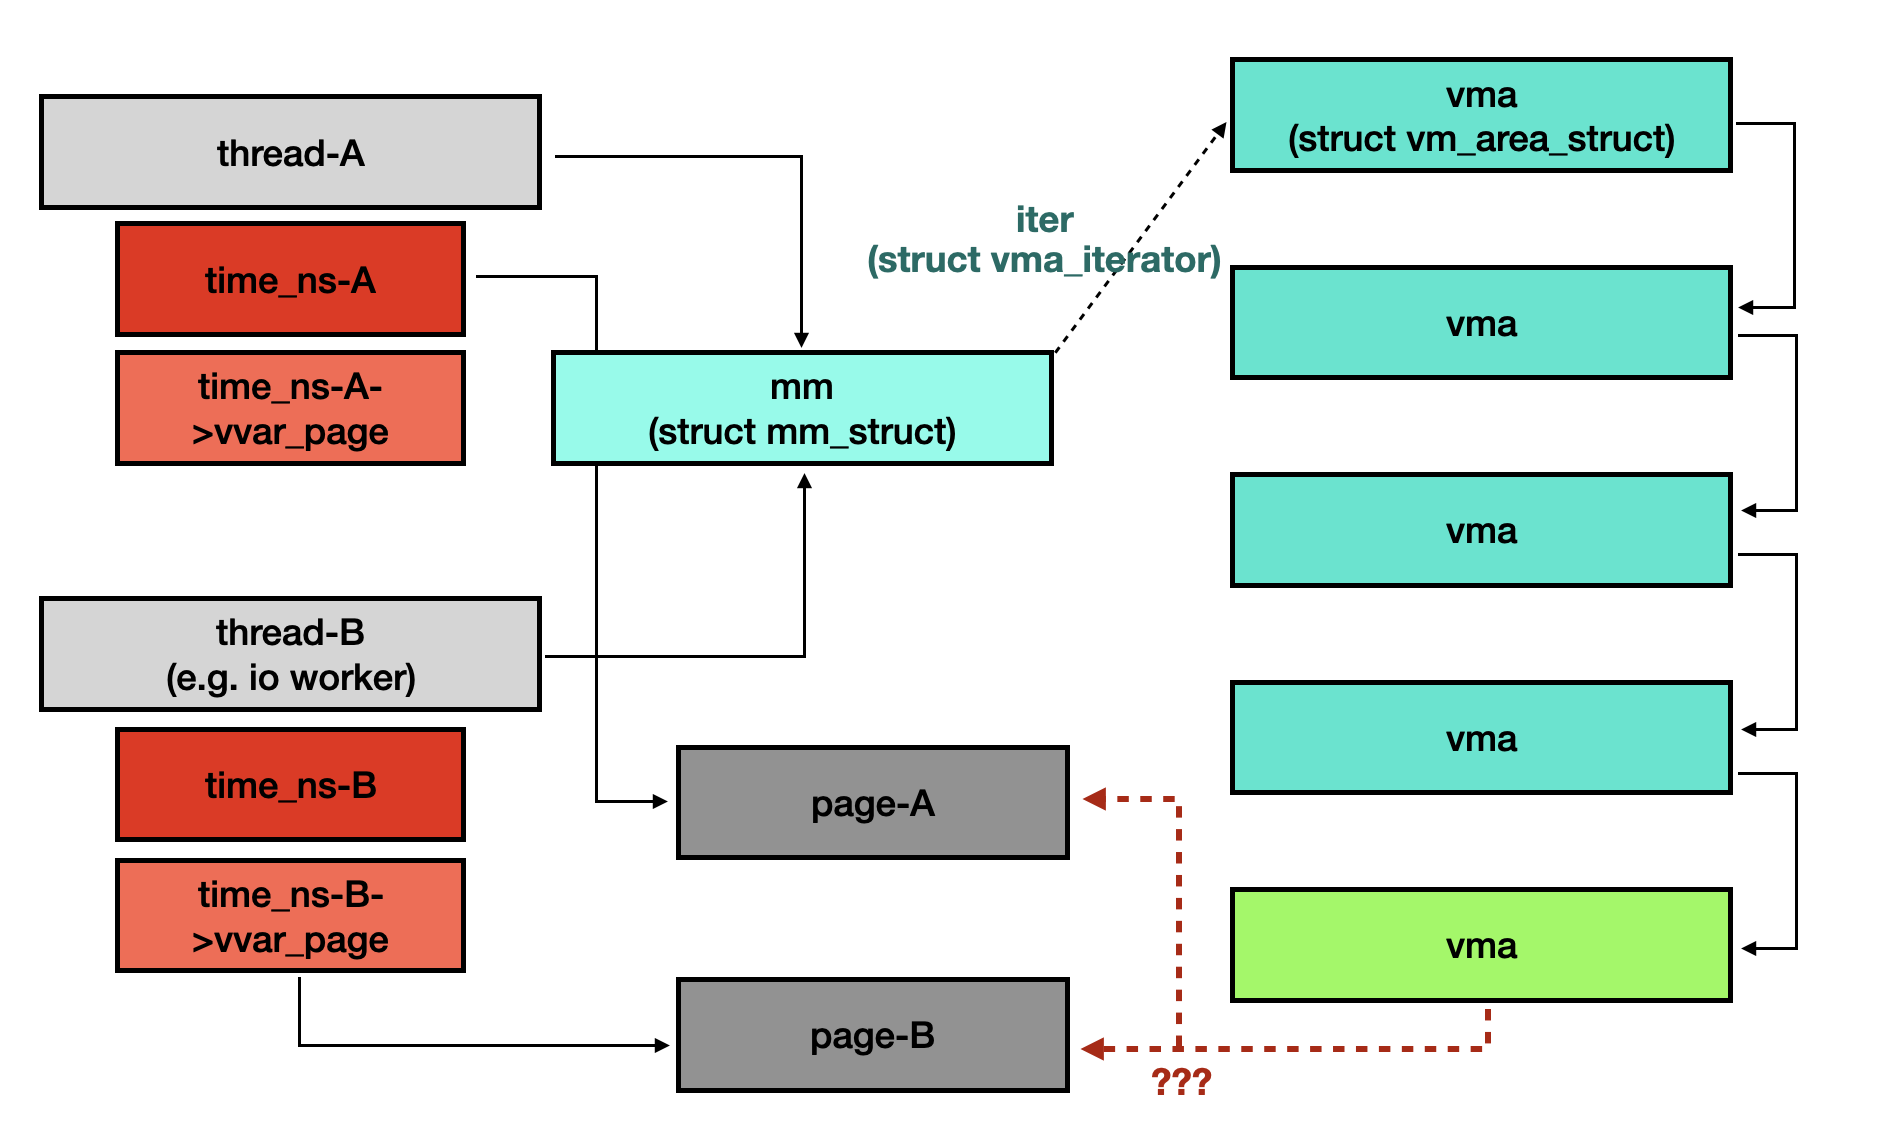 thread-A
time_ns-A
time_ns-A-
>vvar_page
thread-B
(e.g. io worker)
time_ns-B
time_ns-B-
>vvar_page
mm
(struct mm_struct)
iter
(struct vma_iterator)
page-A
page-B
???
vma
(struct vm_area_struct)
vma
vma
vma
vma